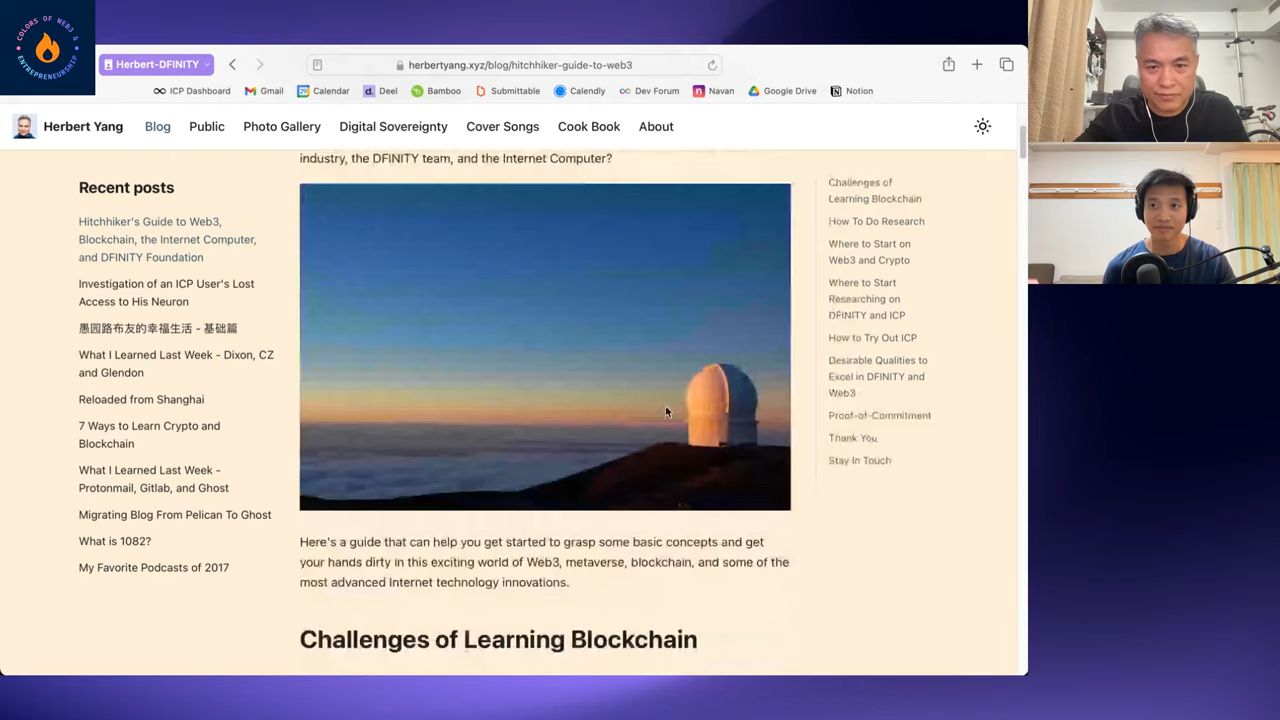 COLORS OF WEB3 &
ENTREPRENEURSHIP
Herbert-DFINITY
herbertyang.xyz/blog/hitchhiker-guide-to-web3
ICP Dashboard
Gmail
Calendar
Deel
Bamboo
Submittable
Calendly
Dev Forum
Navan
Google Drive
Notion
Herbert Yang
Blog
Public
Photo Gallery
Digital Sovereignty
Cover Songs
Cook Book
About
Recent posts
Hitchhiker's Guide to Web3,
Blockchain, the Internet Computer,
and DFINITY Foundation
Investigation of an ICP User's Lost
Access to His Neuron
愚园路布友的幸福生活 - 基础篇
What I Learned Last Week - Dixon, CZ
and Glendon
Reloaded from Shanghai
7 Ways to Learn Crypto and
Blockchain
What I Learned Last Week -
Protonmail, Gitlab, and Ghost
Migrating Blog From Pelican To Ghost
What is 1082?
My Favorite Podcasts of 2017
industry, the DFINITY team, and the Internet Computer?
Here's a guide that can help you get started to grasp some basic concepts and get
your hands dirty in this exciting world of Web3, metaverse, blockchain, and some of the
most advanced Internet technology innovations.
Challenges of Learning Blockchain
Challenges of
Learning Blockchain
How To Do Research
Where to Start on
Web3 and Crypto
Where to Start
Researching on
DFINITY and ICP
How to Try Out ICP
Desirable Qualities to
Excel in DFINITY and
Web3
Proof-of-Commitment
Thank You
Stay In Touch